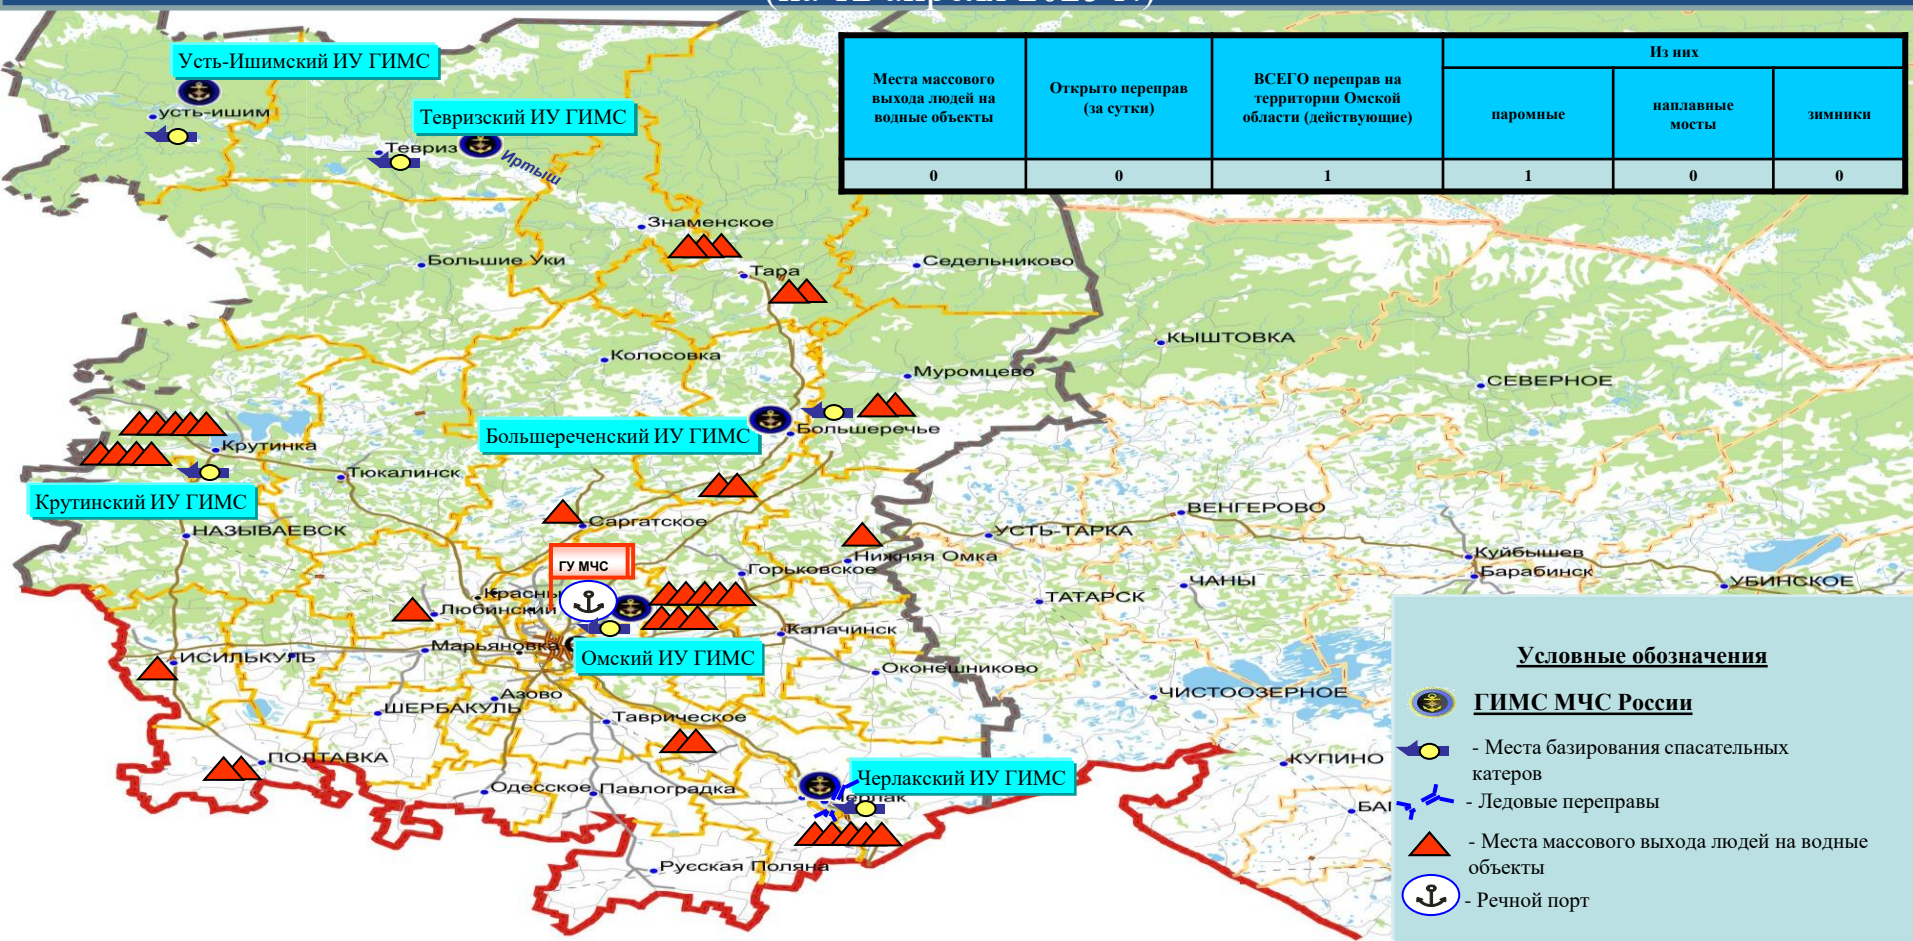 Усть-Ишимский ИУ ГИМС
усть-ишим
Тевризский ИУ ГИМС
Тевриз
Иртыш
Места массового
выхода людей на
водные объекты
Открыто переправ
(за сутки)
ВСЕГО переправ на
территории Омской
области (действующие)
Из них
паромные
наплавные
мосты
зимники
0
0
1
1
0
0
Знаменское
Большие Уки
Тара
Седельниково
КЫШТОВКА
Колосовка
Муромцево
СЕВЕРНОЕ
Большереченский ИУ ГИМС
Большеречье
Крутинка
Тюкалинск
Крутинский ИУ ГИМС
НАЗЫВАЕВСК
Саргатское
ВЕНГЕРОВО
УСТЬ-ТАРКА
Нижняя Омка
Куйбышев
Барабинск
ГУ МЧС
Горьковское
ЧАНЫ
УБИНСКОЕ
Красны
Любинский
ТАТАРСК
Калачинск
Марьяновка
Омский ИУ ГИМС
ИСИЛЬКУЛЬ
Оконешниково
Азово
ЧИСТООЗЕРНОЕ
ШЕРБАКУЛЬ
Таврическое
ПОЛТАВКА
КУПИНО
Черлакский ИУ ГИМС
Одесское
Павлоградка
Черлак
БАГ
Русская Поляна
Условные обозначения
ГИМС МЧС России
- Места базирования спасательных
катеров
- Ледовые переправы
- Места массового выхода людей на водные
объекты
- Речной порт